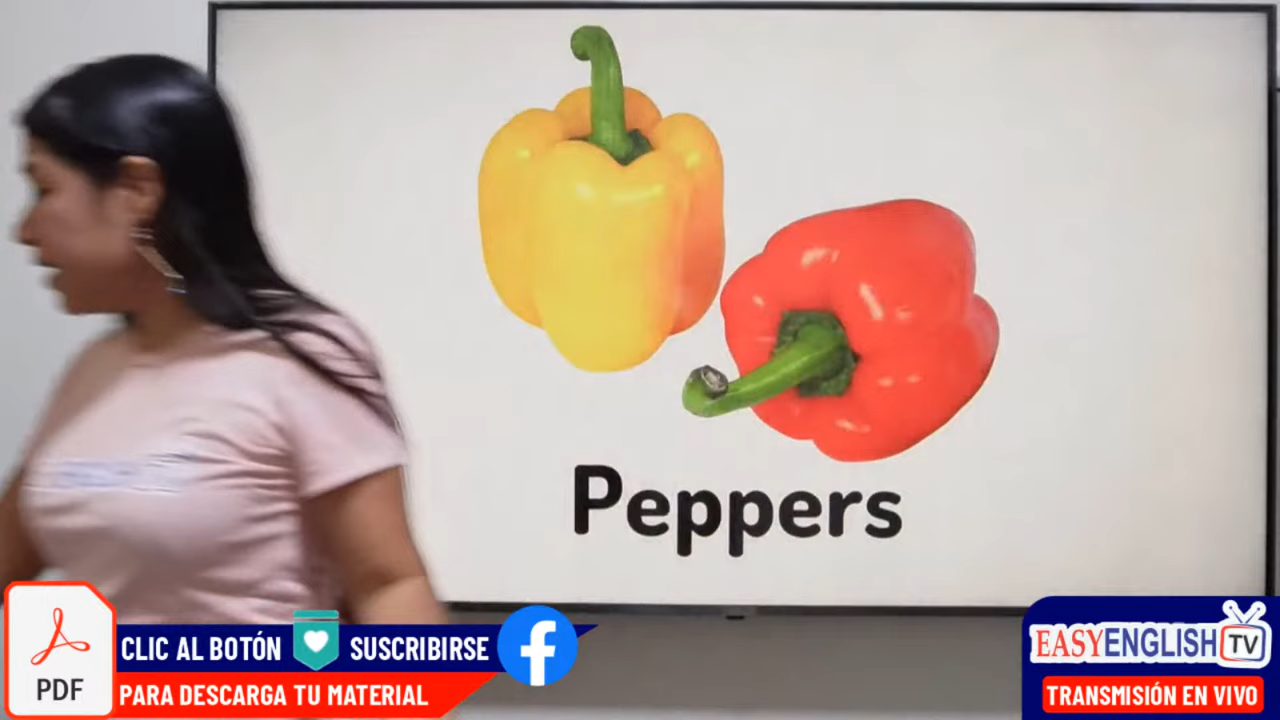 Peppers
PDF
CLIC AL BOTÓN SUSCRIBIRSE
PARA DESCARGA TU MATERIAL
EASYENGLISH TV
TRANSMISIÓN EN VIVO